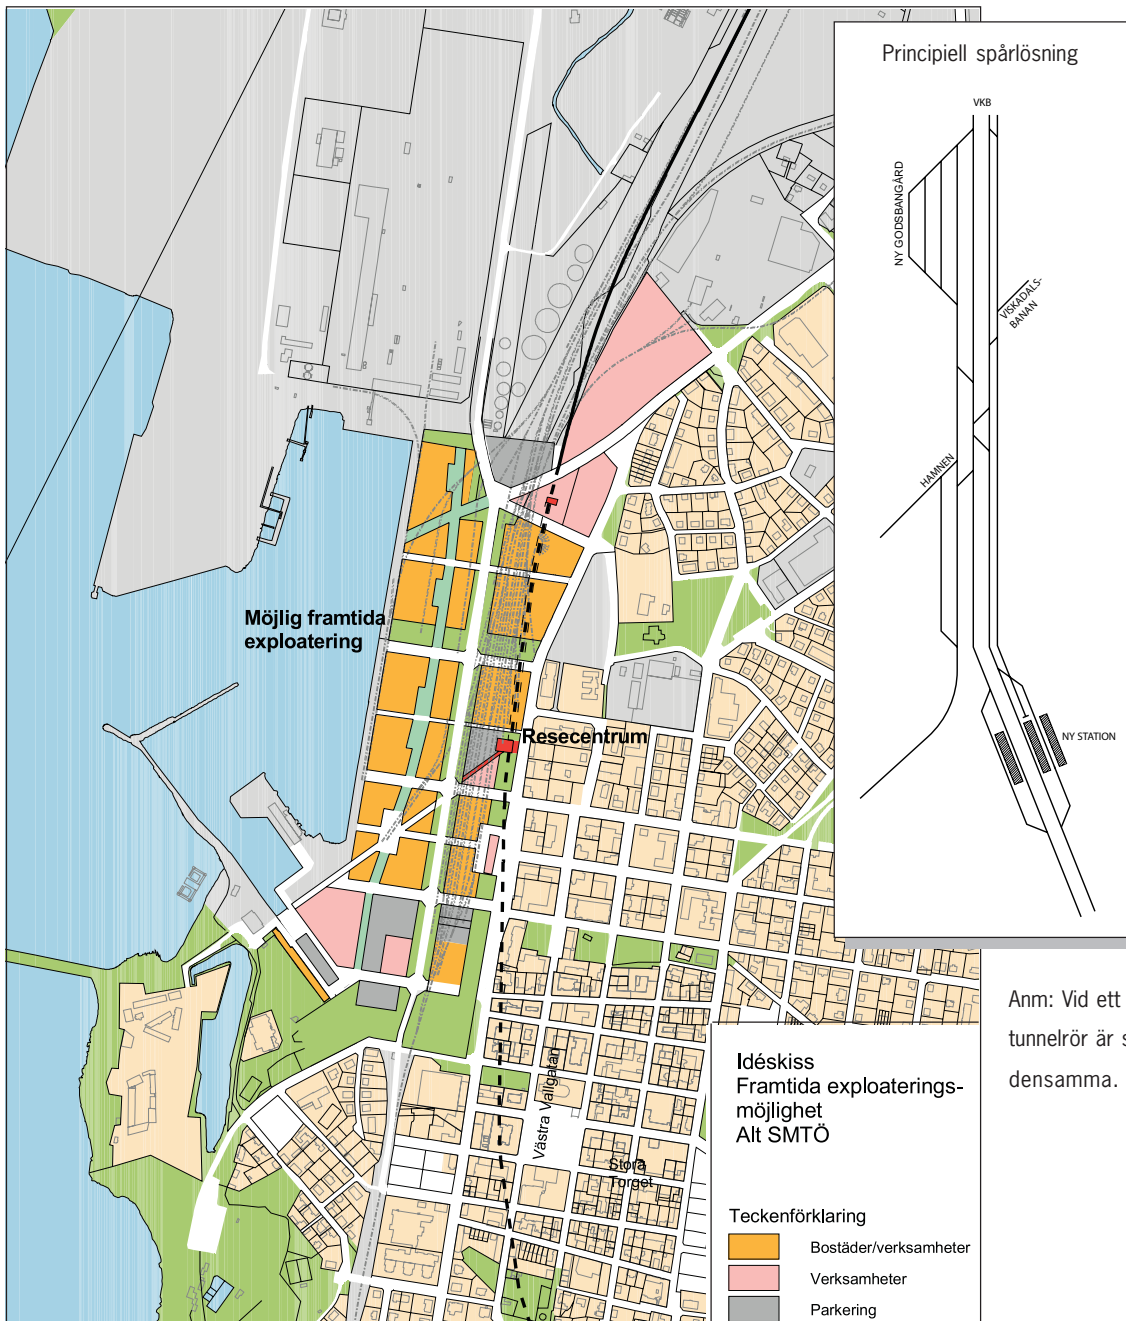 Principiell spårlösning
VKB
NY GODSBANGÅRD
VISKADALS-
BANAN
HAMNEN
NY STATION
Möjlig framtida
exploatering
Resecentrum
Anm: Vid ett
tunnelrör är s
densamma.
Västra Vallgatan
Stora
Torget
Idéskiss
Framtida exploaterings-
möjlighet
Alt SMTÖ
Teckenförklaring
Bostäder/verksamheter
Verksamheter
Parkering